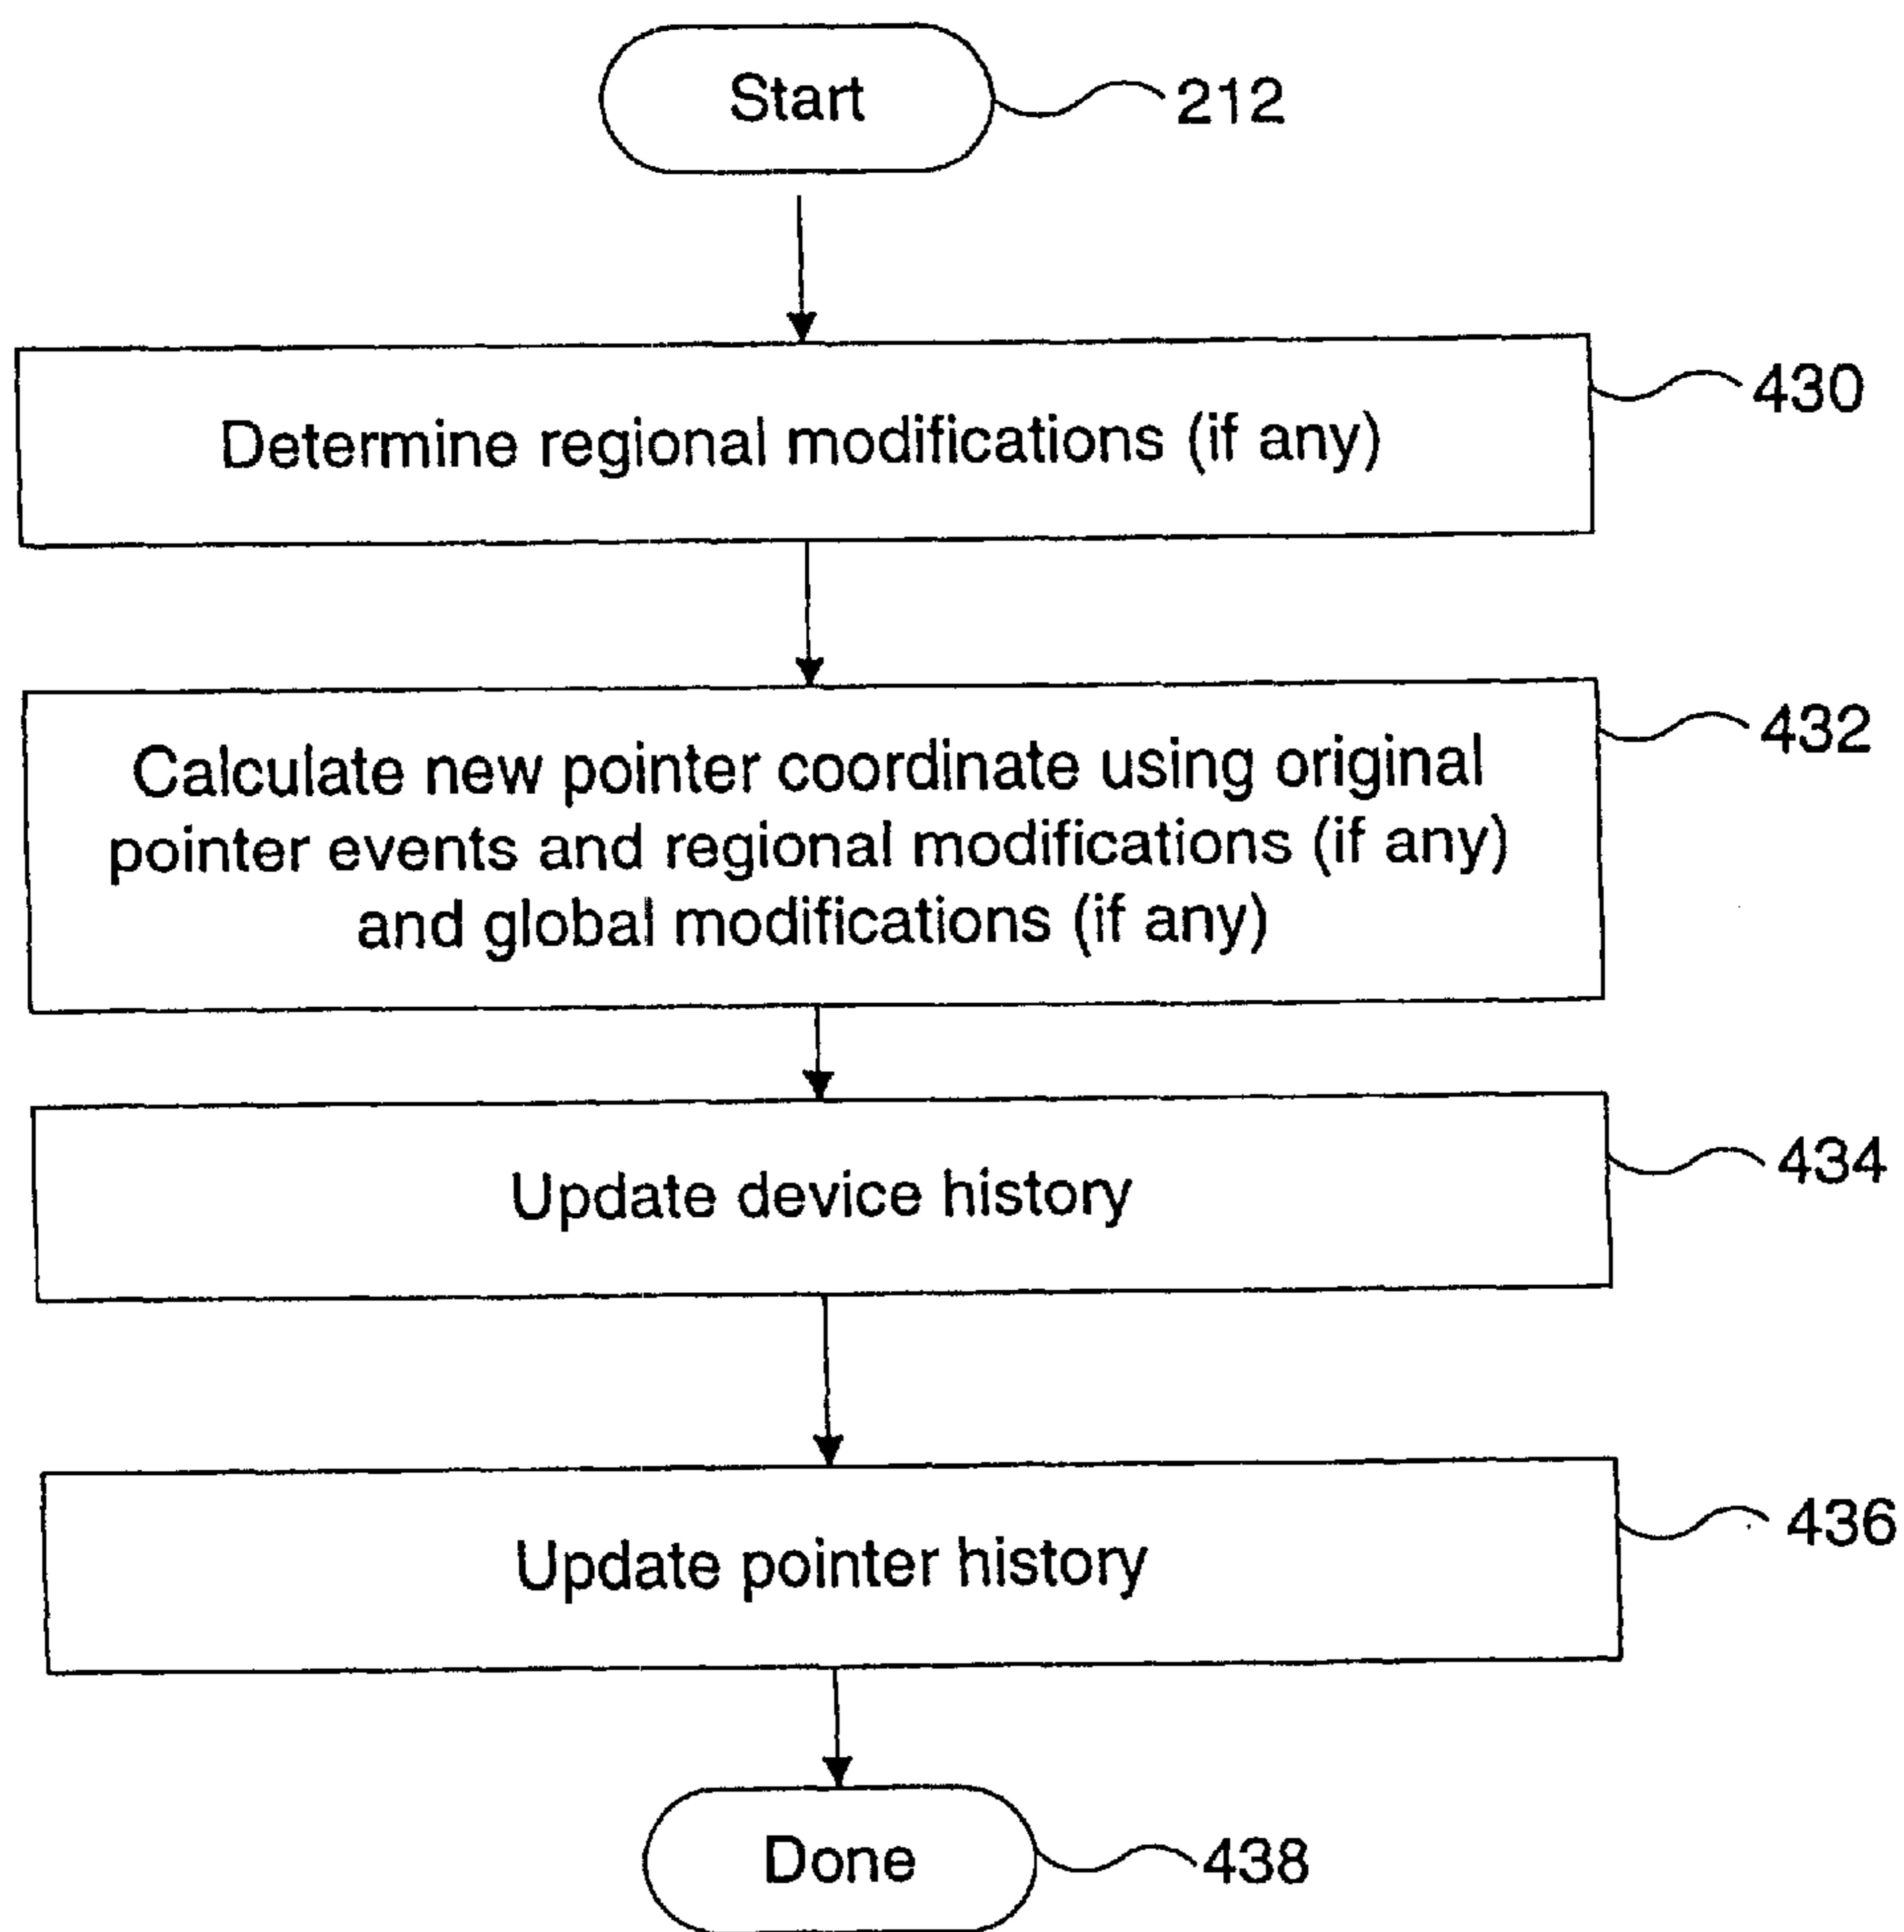 Start
212
Determine regional modifications (if any)
430
Calculate new pointer coordinate using original
pointer events and regional modifications (if any)
and global modifications (if any)
432
Update device history
434
Update pointer history
436
Done
438